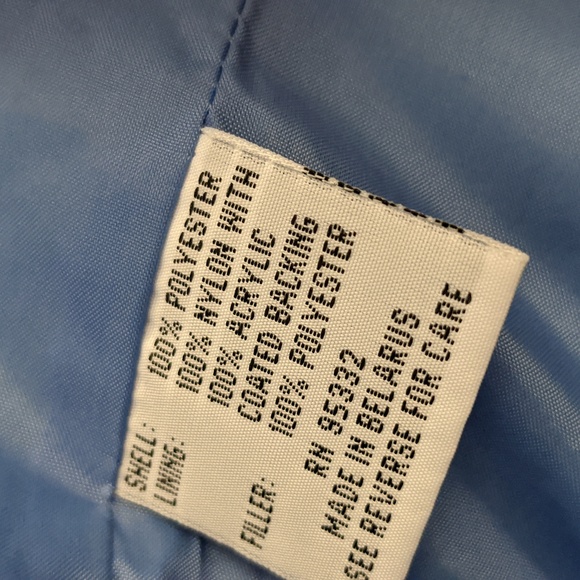 SHELL: 100% POLYESTER
LINING: 100% NYLON WITH
100% ACRYLIC
COATED BACKING
FILLER: 100% POLYESTER
RN 95332
MADE IN BELARUS
SEE REVERSE FOR CARE